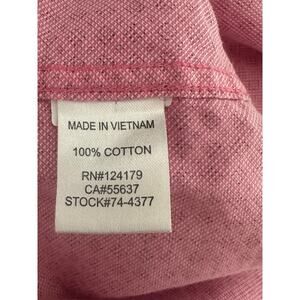 MADE IN VIETNAM
100% COTTON
RN#124179
CA#55637
STOCK#74-4377